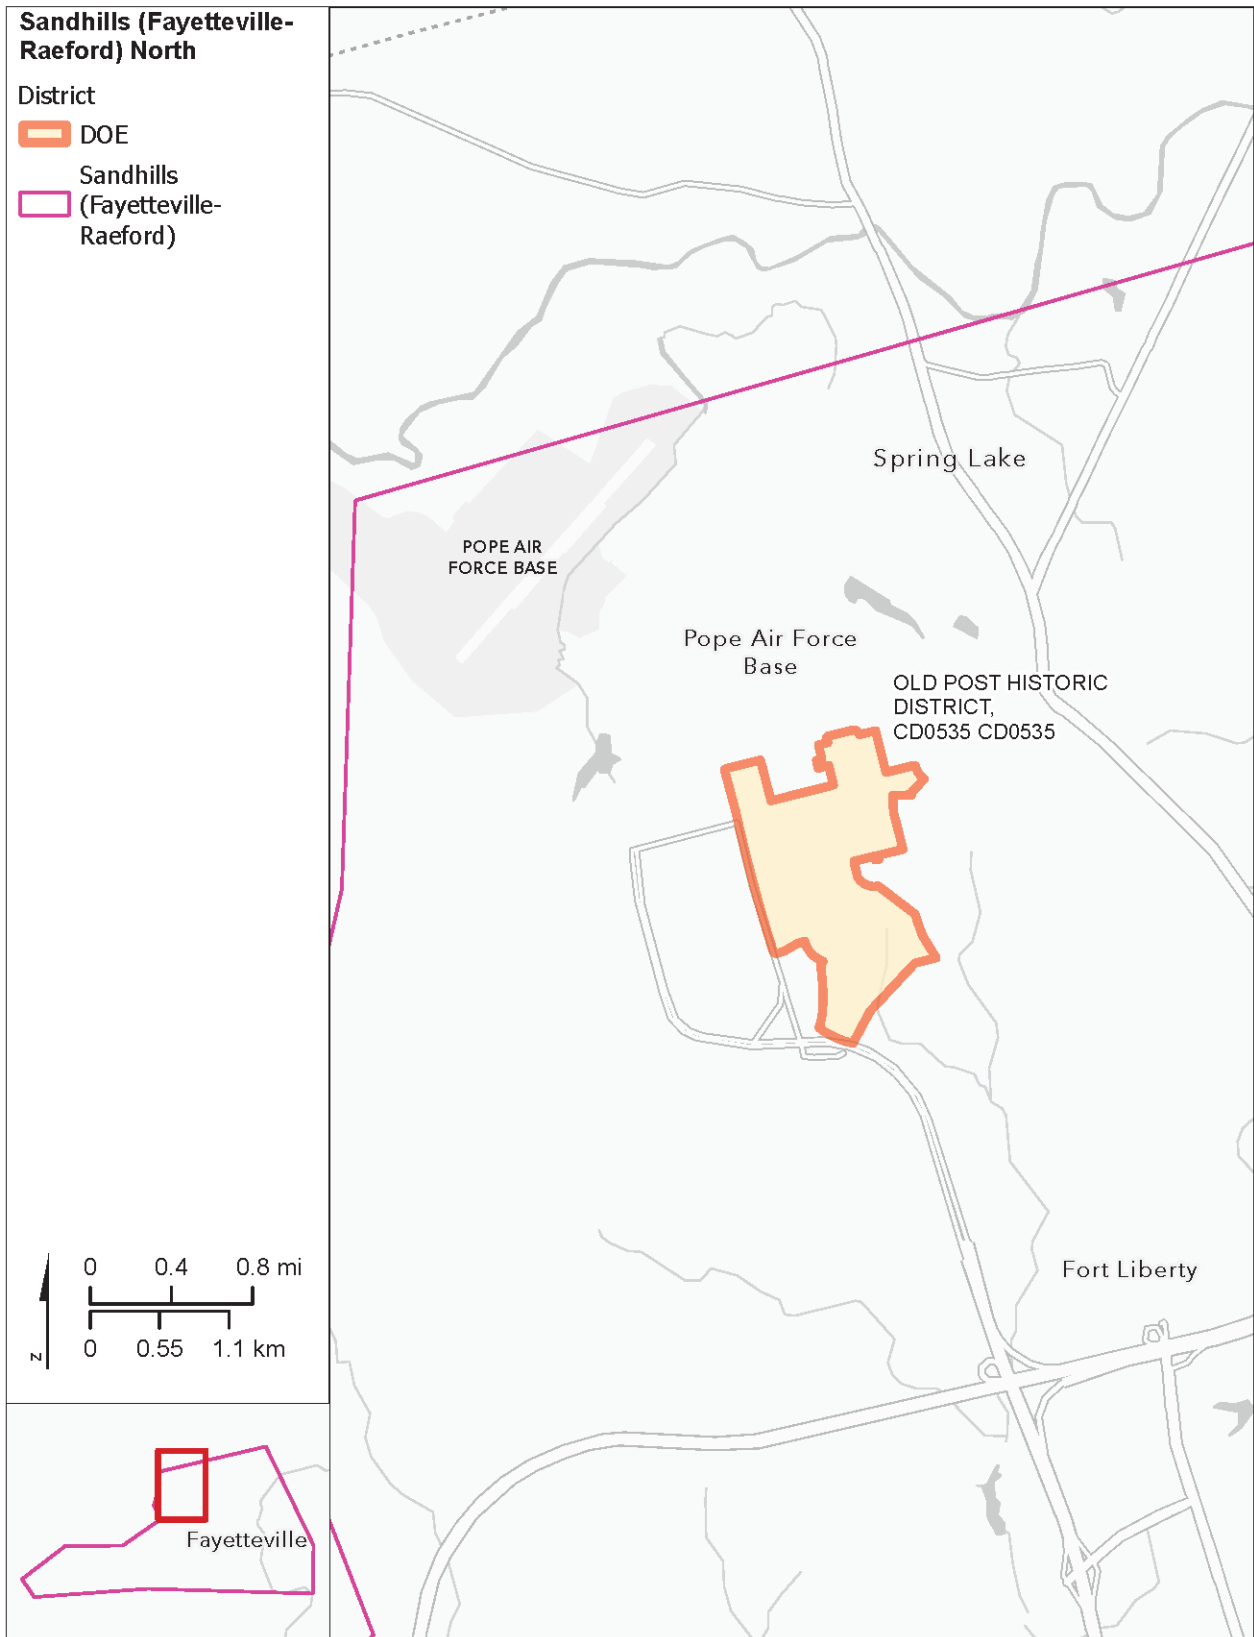 Sandhills (Fayetteville-
Raeford) North
District
DOE
Sandhills
(Fayetteville-
Raeford)
Spring Lake
POPE AIR
FORCE BASE
Pope Air Force
Base
OLD POST HISTORIC
DISTRICT,
CD0535 CD0535
Fort Liberty
0 0.4 0.8 mi
0 0.55 1.1 km
N
Fayetteville